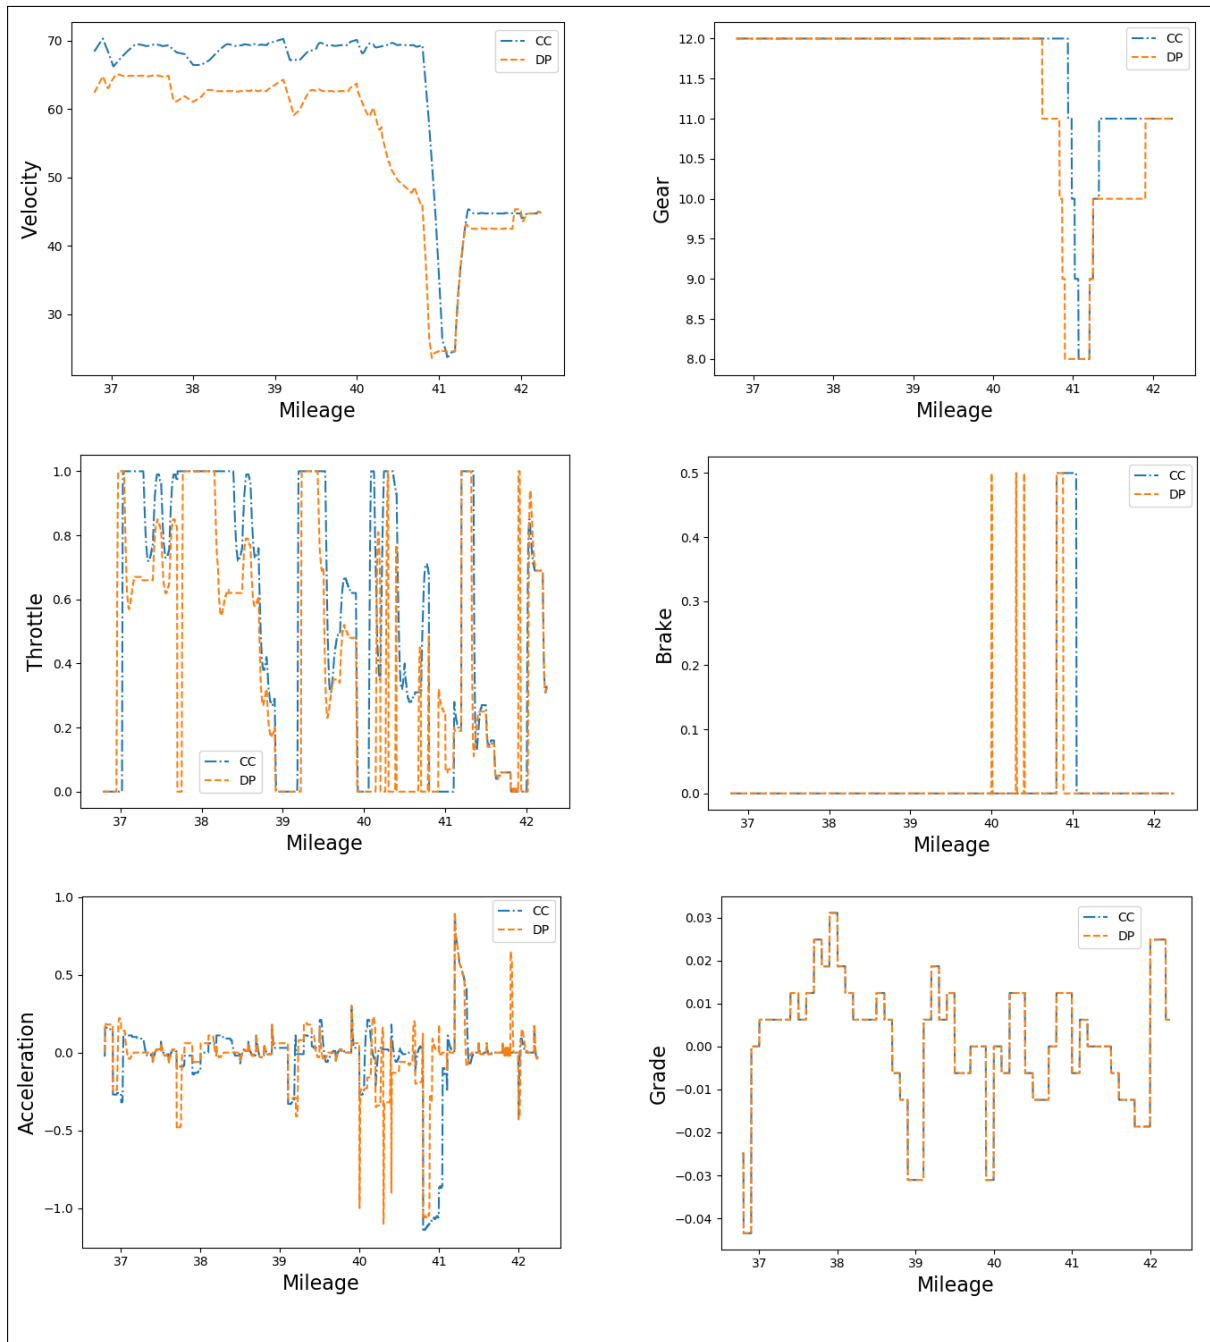 70
60
50
40
30
Velocity
CC
DP
37 38 39 40 41 42
Mileage
12.0
11.5
11.0
10.5
10.0
9.5
9.0
8.5
8.0
Gear
CC
DP
37 38 39 40 41 42
Mileage
1.0
0.8
0.6
0.4
0.2
0.0
Throttle
CC
DP
37 38 39 40 41 42
Mileage
0.5
0.4
0.3
0.2
0.1
0.0
Brake
CC
DP
37 38 39 40 41 42
Mileage
1.0
0.5
0.0
−0.5
−1.0
Acceleration
CC
DP
37 38 39 40 41 42
Mileage
0.03
0.02
0.01
0.00
−0.01
−0.02
−0.03
−0.04
Grade
CC
DP
37 38 39 40 41 42
Mileage